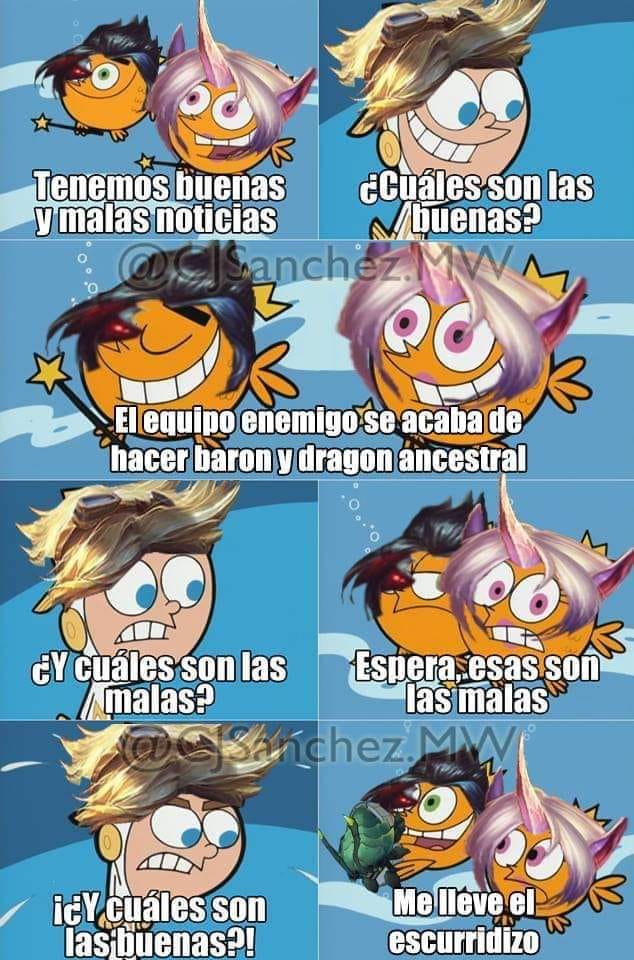 Tenemos buenas
y malas noticias
¿Cuáles son las
buenas?
@CJSanchez.MW
El equipo enemigo se acaba de
hacer baron y dragon ancestral
¿Y cuáles son las
malas?
Espera, esas son
las malas
@CJSanchez.MW
¡¿Y cuáles son
las buenas?!
Me lleve el
escurridizo